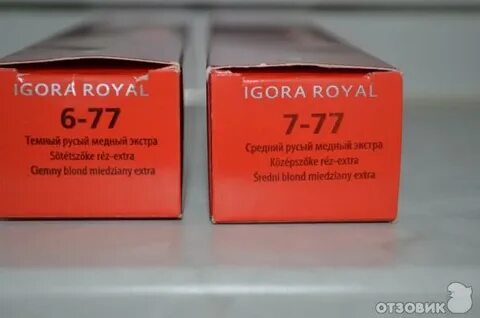 IGORA ROYAL
6-77
Темный русый медный экстра
Sötétszőke réz-extra
Ciemny blond miedziany extra
IGORA ROYAL
7-77
Средний русый медный экстра
Középszőke réz-extra
Średni blond miedziany extra
ОТЗОВИК